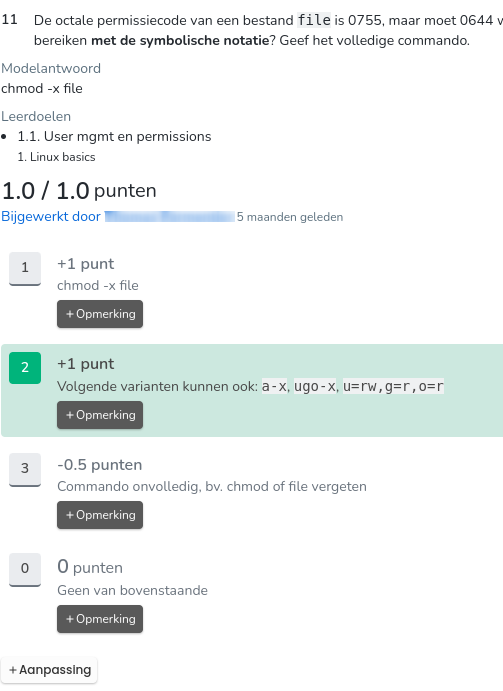 11 De octale permissiecode van een bestand file is 0755, maar moet 0644
bereiken met de symbolische notatie? Geef het volledige commando.
Modelantwoord
chmod -x file
Leerdoelen
• 1.1. User mgmt en permissions
1. Linux basics
1.0 / 1.0 punten
Bijgewerkt door 5 maanden geleden
1 +1 punt
chmod -x file
+ Opmerking
2 +1 punt
Volgende varianten kunnen ook: a-x, ugo-x, u=rw,g=r,o=r
+ Opmerking
3 -0.5 punten
Commando onvolledig, bv. chmod of file vergeten
+ Opmerking
0 0 punten
Geen van bovenstaande
+ Opmerking
+ Aanpassing